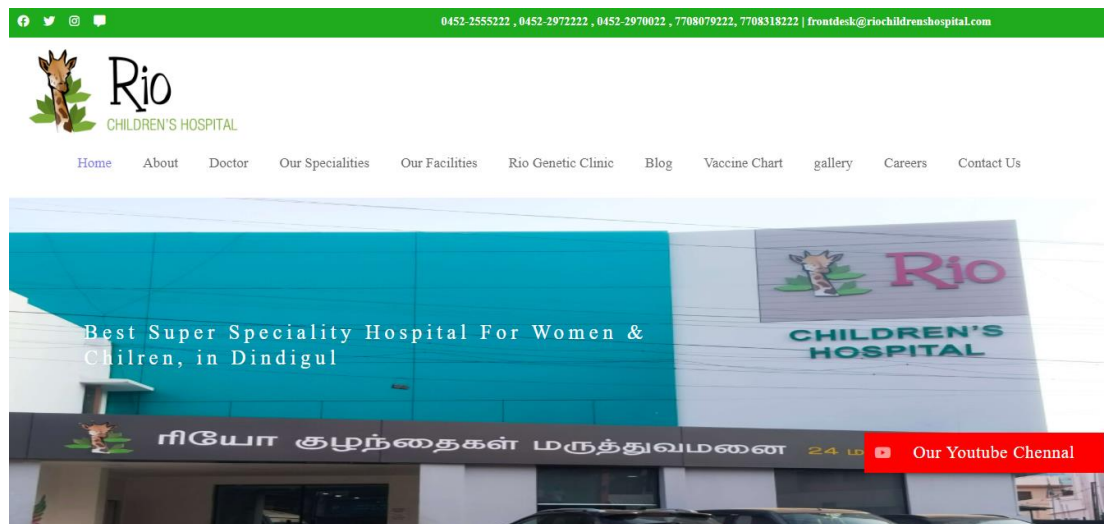 0452-2555222 , 0452-2972222 , 0452-2970022 , 7708079222, 7708318222 | frontdesk@riochildrenshospital.com
Rio
CHILDREN'S HOSPITAL
Home About Doctor Our Specialities Our Facilities Rio Genetic Clinic Blog Vaccine Chart gallery Careers Contact Us
Rio
CHILDREN'S
HOSPITAL
Best Super Speciality Hospital For Women &
Chilren, in Dindigul
ரியோ குழந்தைகள் மருத்துவமனை 24
Our Youtube Chennal